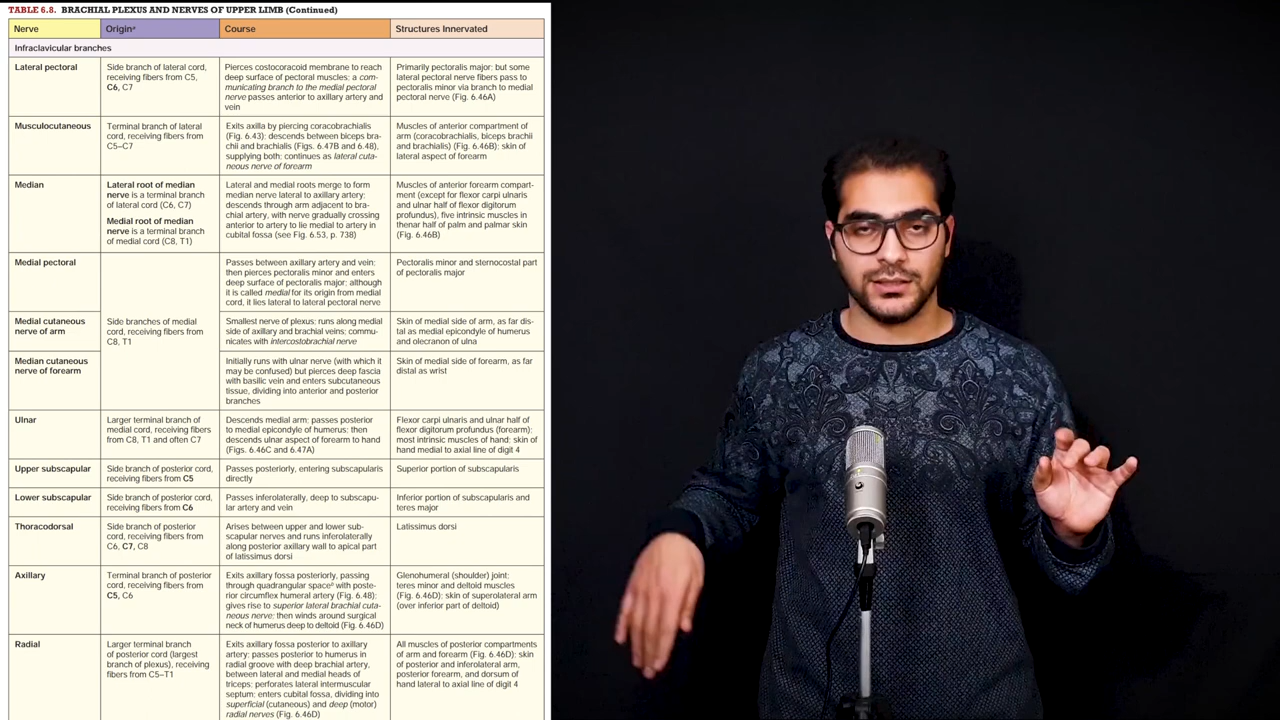 TABLE 6.8. BRACHIAL PLEXUS AND NERVES OF UPPER LIMB (Continued)
Nerve
Originᵃ
Course
Structures Innervated
Infraclavicular branches
Lateral pectoral
Side branch of lateral cord,
receiving fibers from C5,
C6, C7
Pierces costocoracoid membrane to reach
deep surface of pectoral muscles; a com-
municating branch to the medial pectoral
nerve passes anterior to axillary artery and
vein
Primarily pectoralis major; but some
lateral pectoral nerve fibers pass to
pectoralis minor via branch to medial
pectoral nerve (Fig. 6.46A)
Musculocutaneous
Terminal branch of lateral
cord, receiving fibers from
C5–C7
Exits axilla by piercing coracobrachialis
(Fig. 6.43); descends between biceps bra-
chii and brachialis (Figs. 6.47B and 6.48),
supplying both; continues as lateral cuta-
neous nerve of forearm
Muscles of anterior compartment of
arm (coracobrachialis, biceps brachii
and brachialis) (Fig. 6.46B); skin of
lateral aspect of forearm
Median
Lateral root of median
nerve is a terminal branch
of lateral cord (C6, C7)
Medial root of median
nerve is a terminal branch
of medial cord (C8, T1)
Lateral and medial roots merge to form
median nerve lateral to axillary artery;
descends through arm adjacent to bra-
chial artery, with nerve gradually crossing
anterior to artery to lie medial to artery in
cubital fossa (see Fig. 6.53, p. 738)
Muscles of anterior forearm compart-
ment (except for flexor carpi ulnaris
and ulnar half of flexor digitorum
profundus), five intrinsic muscles in
thenar half of palm and palmar skin
(Fig. 6.46B)
Medial pectoral
Passes between axillary artery and vein;
then pierces pectoralis minor and enters
deep surface of pectoralis major; although
it is called medial for its origin from medial
cord, it lies lateral to lateral pectoral nerve
Pectoralis minor and sternocostal part
of pectoralis major
Medial cutaneous
nerve of arm
Side branches of medial
cord, receiving fibers from
C8, T1
Smallest nerve of plexus; runs along medial
side of axillary and brachial veins; commu-
nicates with intercostobrachial nerve
Skin of medial side of arm, as far dis-
tal as medial epicondyle of humerus
and olecranon of ulna
Median cutaneous
nerve of forearm
Initially runs with ulnar nerve (with which it
may be confused) but pierces deep fascia
with basilic vein and enters subcutaneous
tissue, dividing into anterior and posterior
branches
Skin of medial side of forearm, as far
distal as wrist
Ulnar
Larger terminal branch of
medial cord, receiving fibers
from C8, T1 and often C7
Descends medial arm; passes posterior
to medial epicondyle of humerus; then
descends ulnar aspect of forearm to hand
(Figs. 6.46C and 6.47A)
Flexor carpi ulnaris and ulnar half of
flexor digitorum profundus (forearm);
most intrinsic muscles of hand; skin of
hand medial to axial line of digit 4
Upper subscapular
Side branch of posterior cord,
receiving fibers from C5
Passes posteriorly, entering subscapularis
directly
Superior portion of subscapularis
Lower subscapular
Side branch of posterior cord,
receiving fibers from C6
Passes inferolaterally, deep to subscapu-
lar artery and vein
Inferior portion of subscapularis and
teres major
Thoracodorsal
Side branch of posterior
cord, receiving fibers from
C6, C7, C8
Arises between upper and lower sub-
scapular nerves and runs inferolaterally
along posterior axillary wall to apical part
of latissimus dorsi
Latissimus dorsi
Axillary
Terminal branch of posterior
cord, receiving fibers from
C5, C6
Exits axillary fossa posteriorly, passing
through quadrangular spaceᵇ with poste-
rior circumflex humeral artery (Fig. 6.48);
gives rise to superior lateral brachial cuta-
neous nerve; then winds around surgical
neck of humerus deep to deltoid (Fig. 6.46D)
Glenohumeral (shoulder) joint;
teres minor and deltoid muscles
(Fig. 6.46D); skin of superolateral arm
(over inferior part of deltoid)
Radial
Larger terminal branch
of posterior cord (largest
branch of plexus), receiving
fibers from C5–T1
Exits axillary fossa posterior to axillary
artery; passes posterior to humerus in
radial groove with deep brachial artery,
between lateral and medial heads of
triceps; perforates lateral intermuscular
septum; enters cubital fossa, dividing into
superficial (cutaneous) and deep (motor)
radial nerves (Fig. 6.46D)
All muscles of posterior compartments
of arm and forearm (Fig. 6.46D); skin
of posterior and inferolateral arm,
posterior forearm, and dorsum of
hand lateral to axial line of digit 4